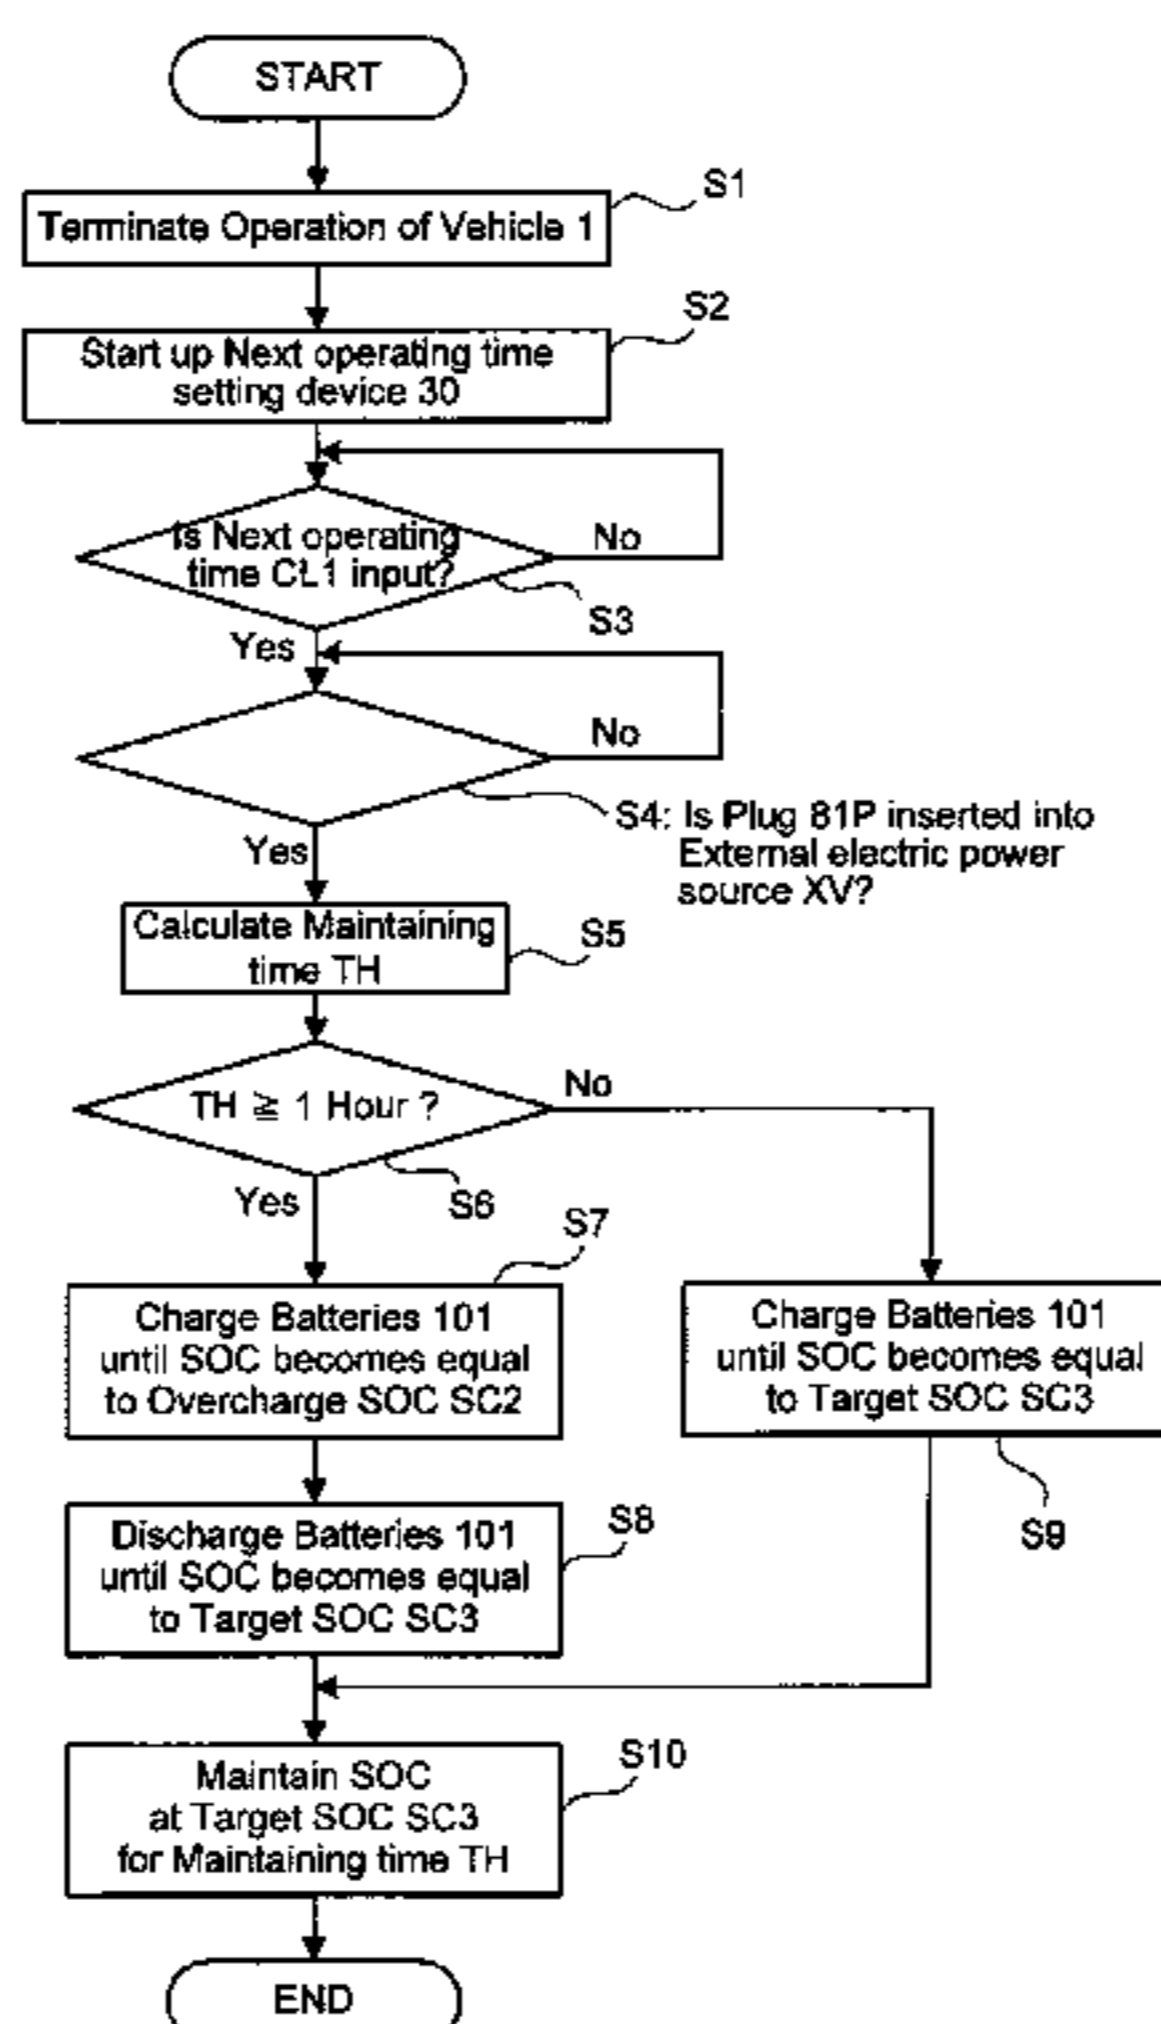 START
Terminate Operation of Vehicle 1
S1
Start up Next operating time
setting device 30
S2
Is Next operating
time CL1 input?
No
S3
Yes
No
S4: Is Plug 81P inserted into
External electric power
source XV?
Yes
Calculate Maintaining
time TH
S5
TH ≧ 1 Hour ?
No
S6
Yes
S7
Charge Batteries 101
until SOC becomes equal
to Overcharge SOC SC2
Charge Batteries 101
until SOC becomes equal
to Target SOC SC3
S9
Discharge Batteries 101
until SOC becomes equal
to Target SOC SC3
S8
Maintain SOC
at Target SOC SC3
for Maintaining time TH
S10
END